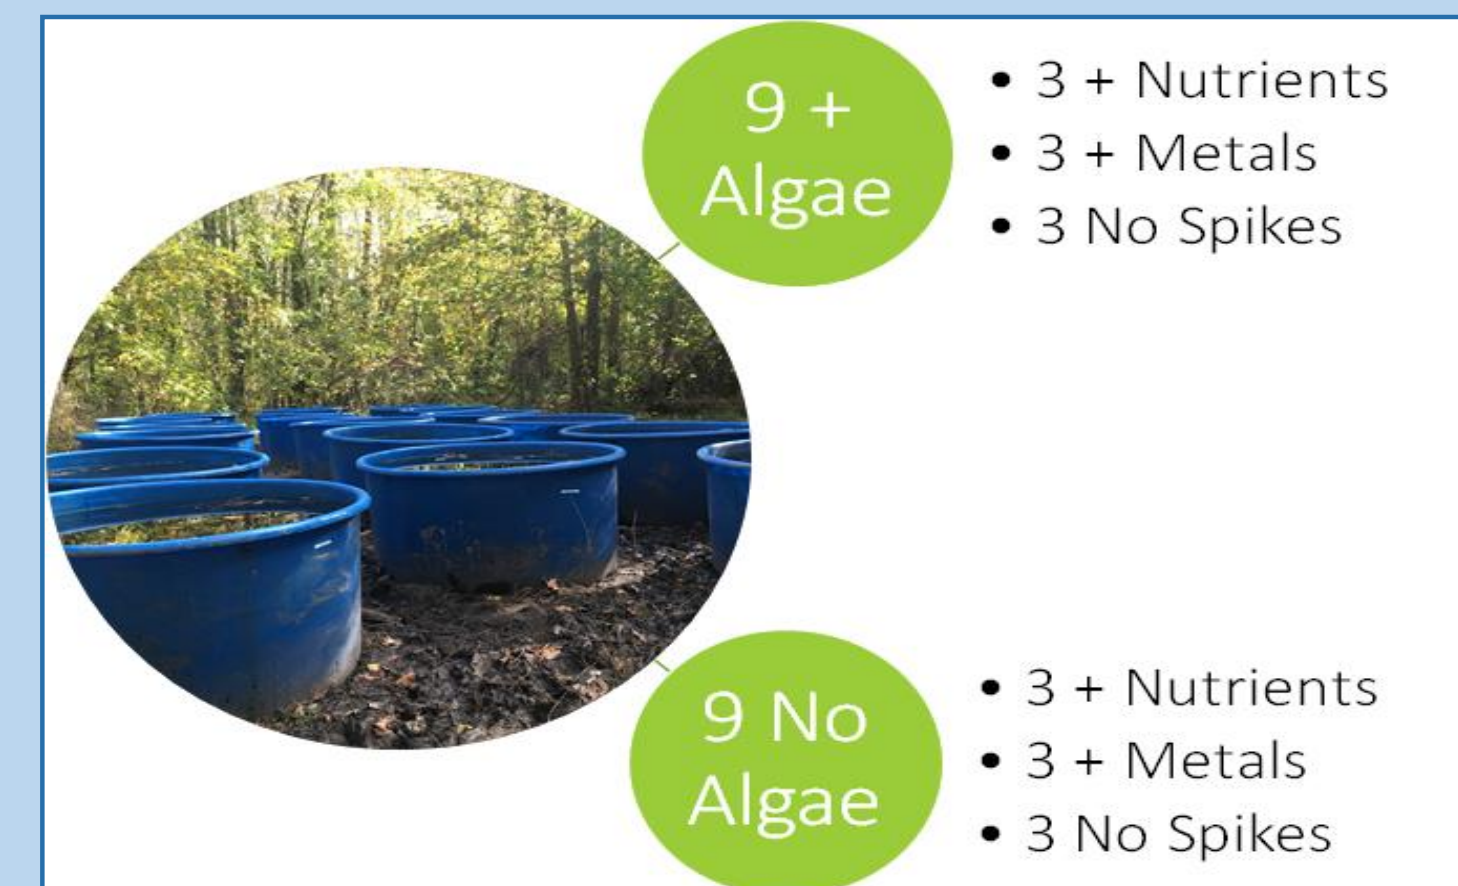 9 +
Algae
• 3 + Nutrients
• 3 + Metals
• 3 No Spikes
9 No
Algae
• 3 + Nutrients
• 3 + Metals
• 3 No Spikes